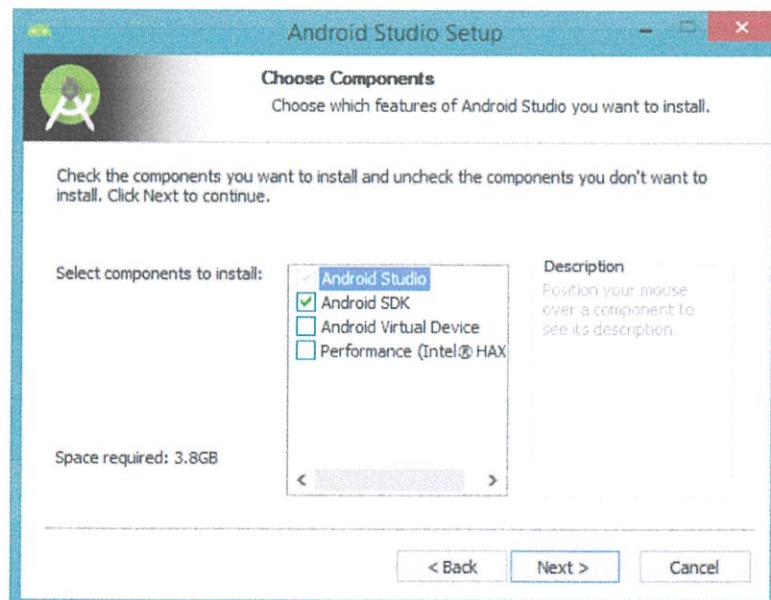 Android Studio Setup
Choose Components
Choose which features of Android Studio you want to install.
Check the components you want to install and uncheck the components you don't want to
install. Click Next to continue.
Select components to install:
Android Studio
Android SDK
Android Virtual Device
Performance (Intel® HAX
Description
Position your mouse
over a component to
see its description.
Space required: 3.8GB
< Back
Next >
Cancel